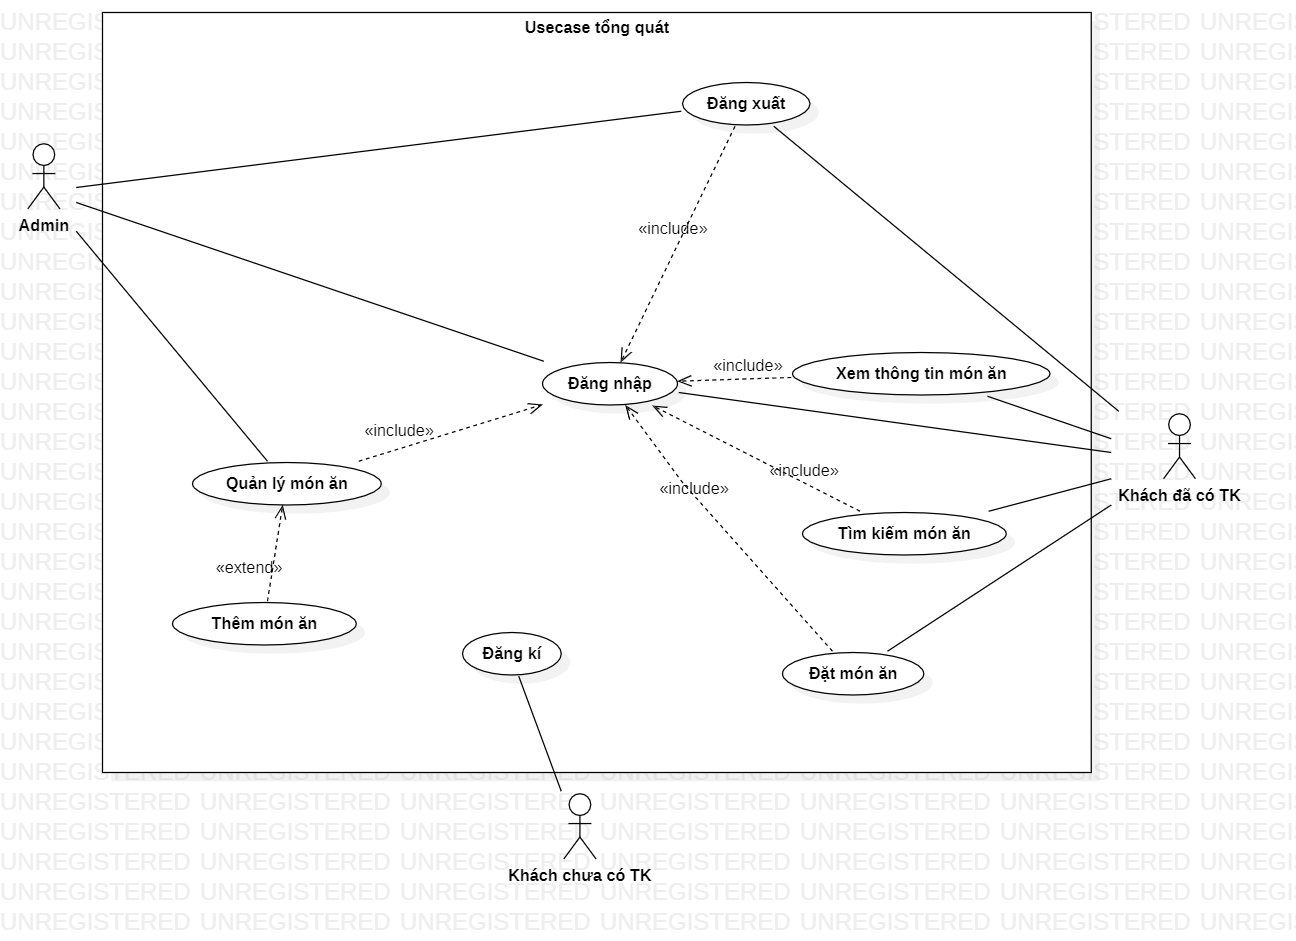 Usecase tổng quát
Đăng xuất
Admin
«include»
«include»
Xem thông tin món ăn
Đăng nhập
«include»
«include»
«include»
Quản lý món ăn
Khách đã có TK
Tìm kiếm món ăn
«extend»
Thêm món ăn
Đăng kí
Đặt món ăn
Khách chưa có TK
UNREGISTERED UNREGISTERED UNREGISTERED UNREGISTERED UNREGISTERED UNREGISTERED